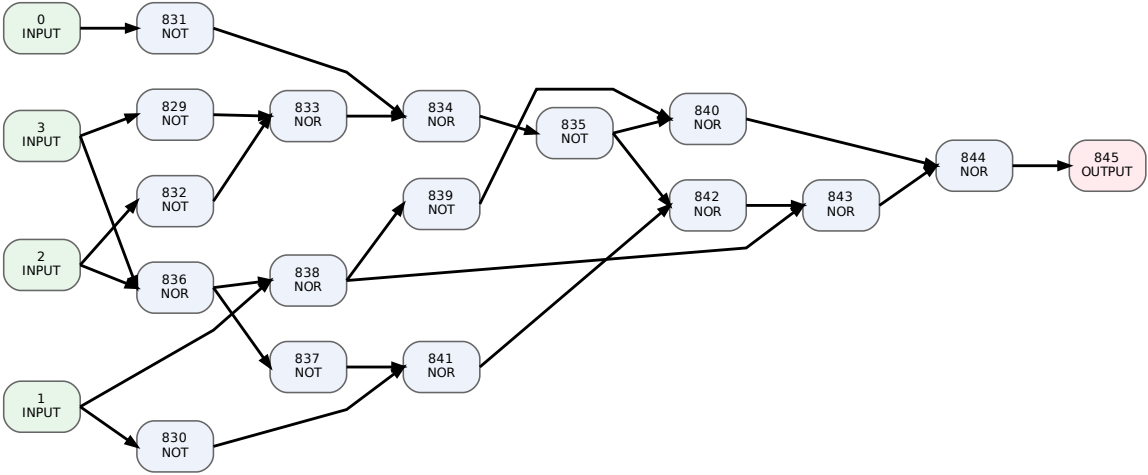 0
INPUT
831
NOT
3
INPUT
829
NOT
833
NOR
834
NOR
835
NOT
840
NOR
844
NOR
845
OUTPUT
832
NOT
839
NOT
842
NOR
843
NOR
2
INPUT
836
NOR
838
NOR
837
NOT
841
NOR
1
INPUT
830
NOT